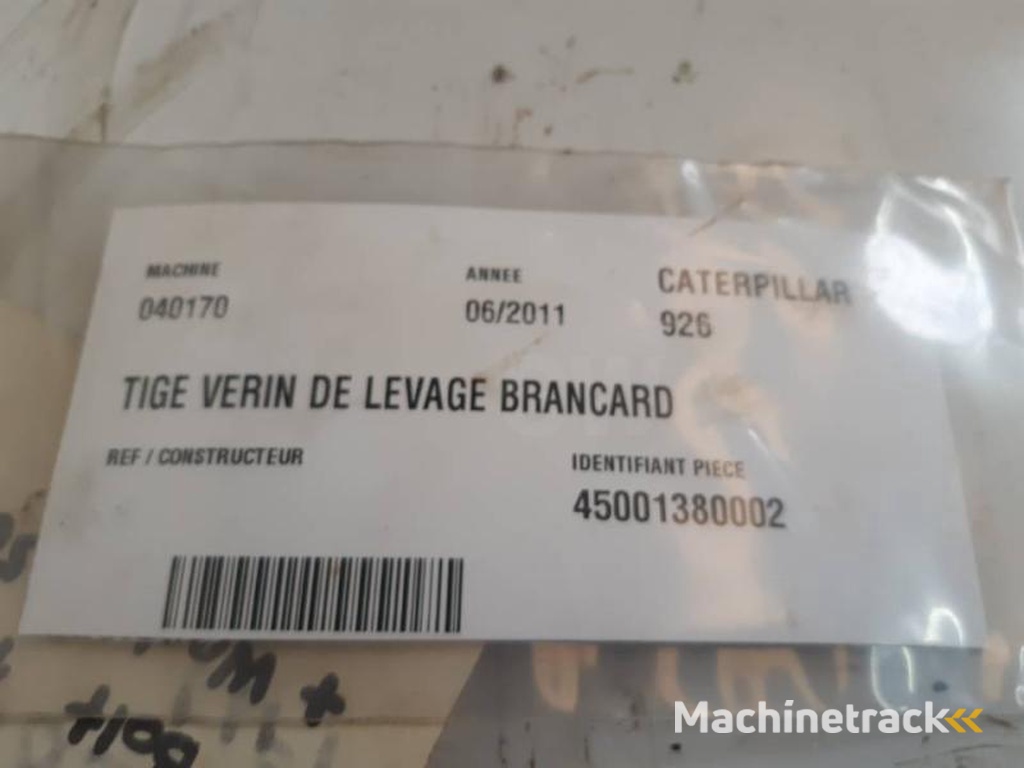 MACHINE
040170
ANNEE
06/2011
CATERPILLAR
926
TIGE VERIN DE LEVAGE BRANCARD
REF / CONSTRUCTEUR
IDENTIFIANT PIECE
45001380002
Machinetrack